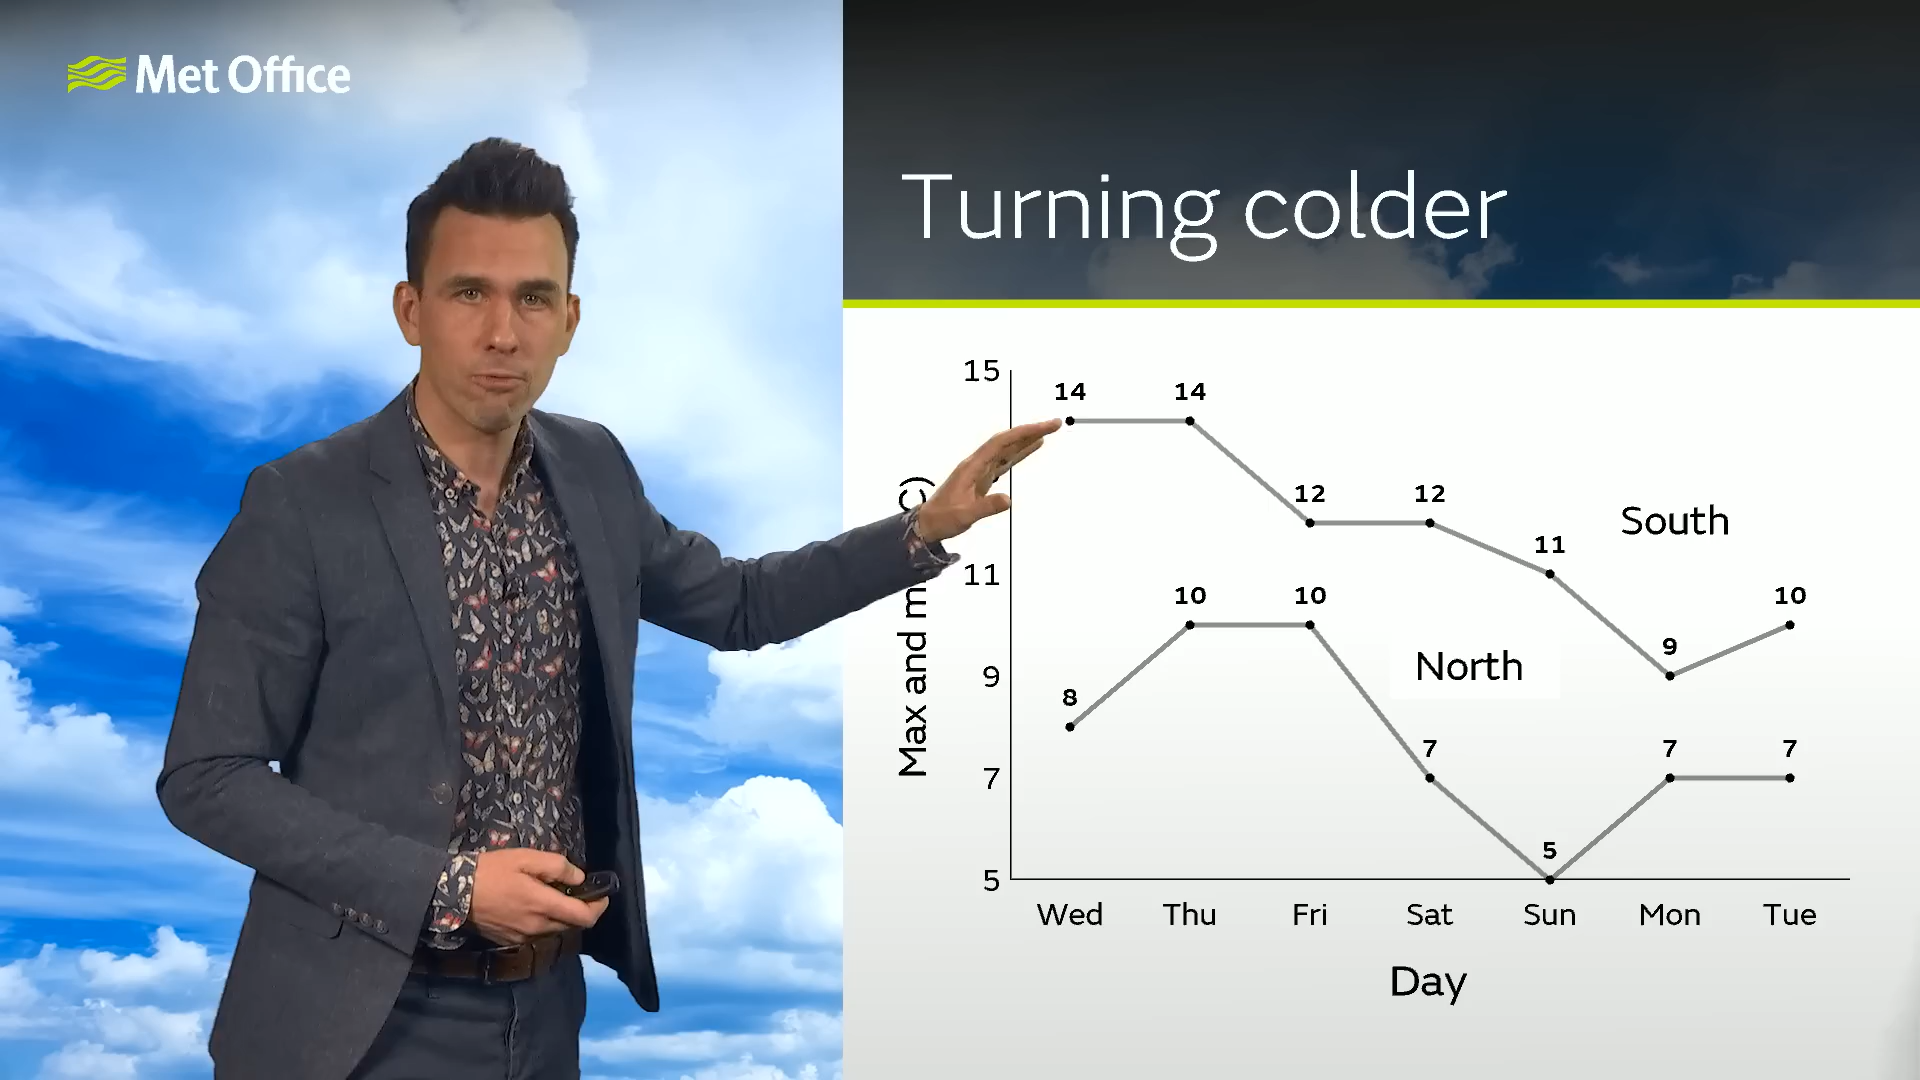 Met Office
Turning colder
15
11
9
7
5
Max and
14
14
12
12
11
9
10
South
8
10
10
7
5
7
7
North
Wed Thu Fri Sat Sun Mon Tue
Day